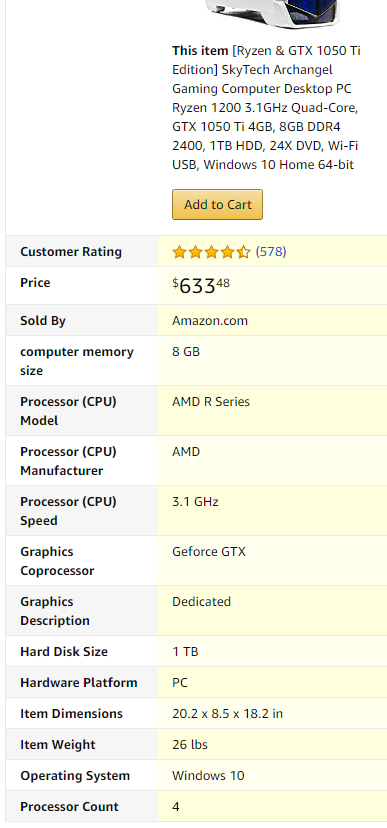 This item [Ryzen & GTX 1050 Ti
Edition] SkyTech Archangel
Gaming Computer Desktop PC
Ryzen 1200 3.1GHz Quad-Core,
GTX 1050 Ti 4GB, 8GB DDR4
2400, 1TB HDD, 24X DVD, Wi-Fi
USB, Windows 10 Home 64-bit
Add to Cart
Customer Rating (578)
Price $63348
Sold By Amazon.com
computer memory 8 GB
size
Processor (CPU) AMD R Series
Model
Processor (CPU) AMD
Manufacturer
Processor (CPU) 3.1 GHz
Speed
Graphics Geforce GTX
Coprocessor
Graphics Dedicated
Description
Hard Disk Size 1 TB
Hardware Platform PC
Item Dimensions 20.2 x 8.5 x 18.2 in
Item Weight 26 lbs
Operating System Windows 10
Processor Count 4